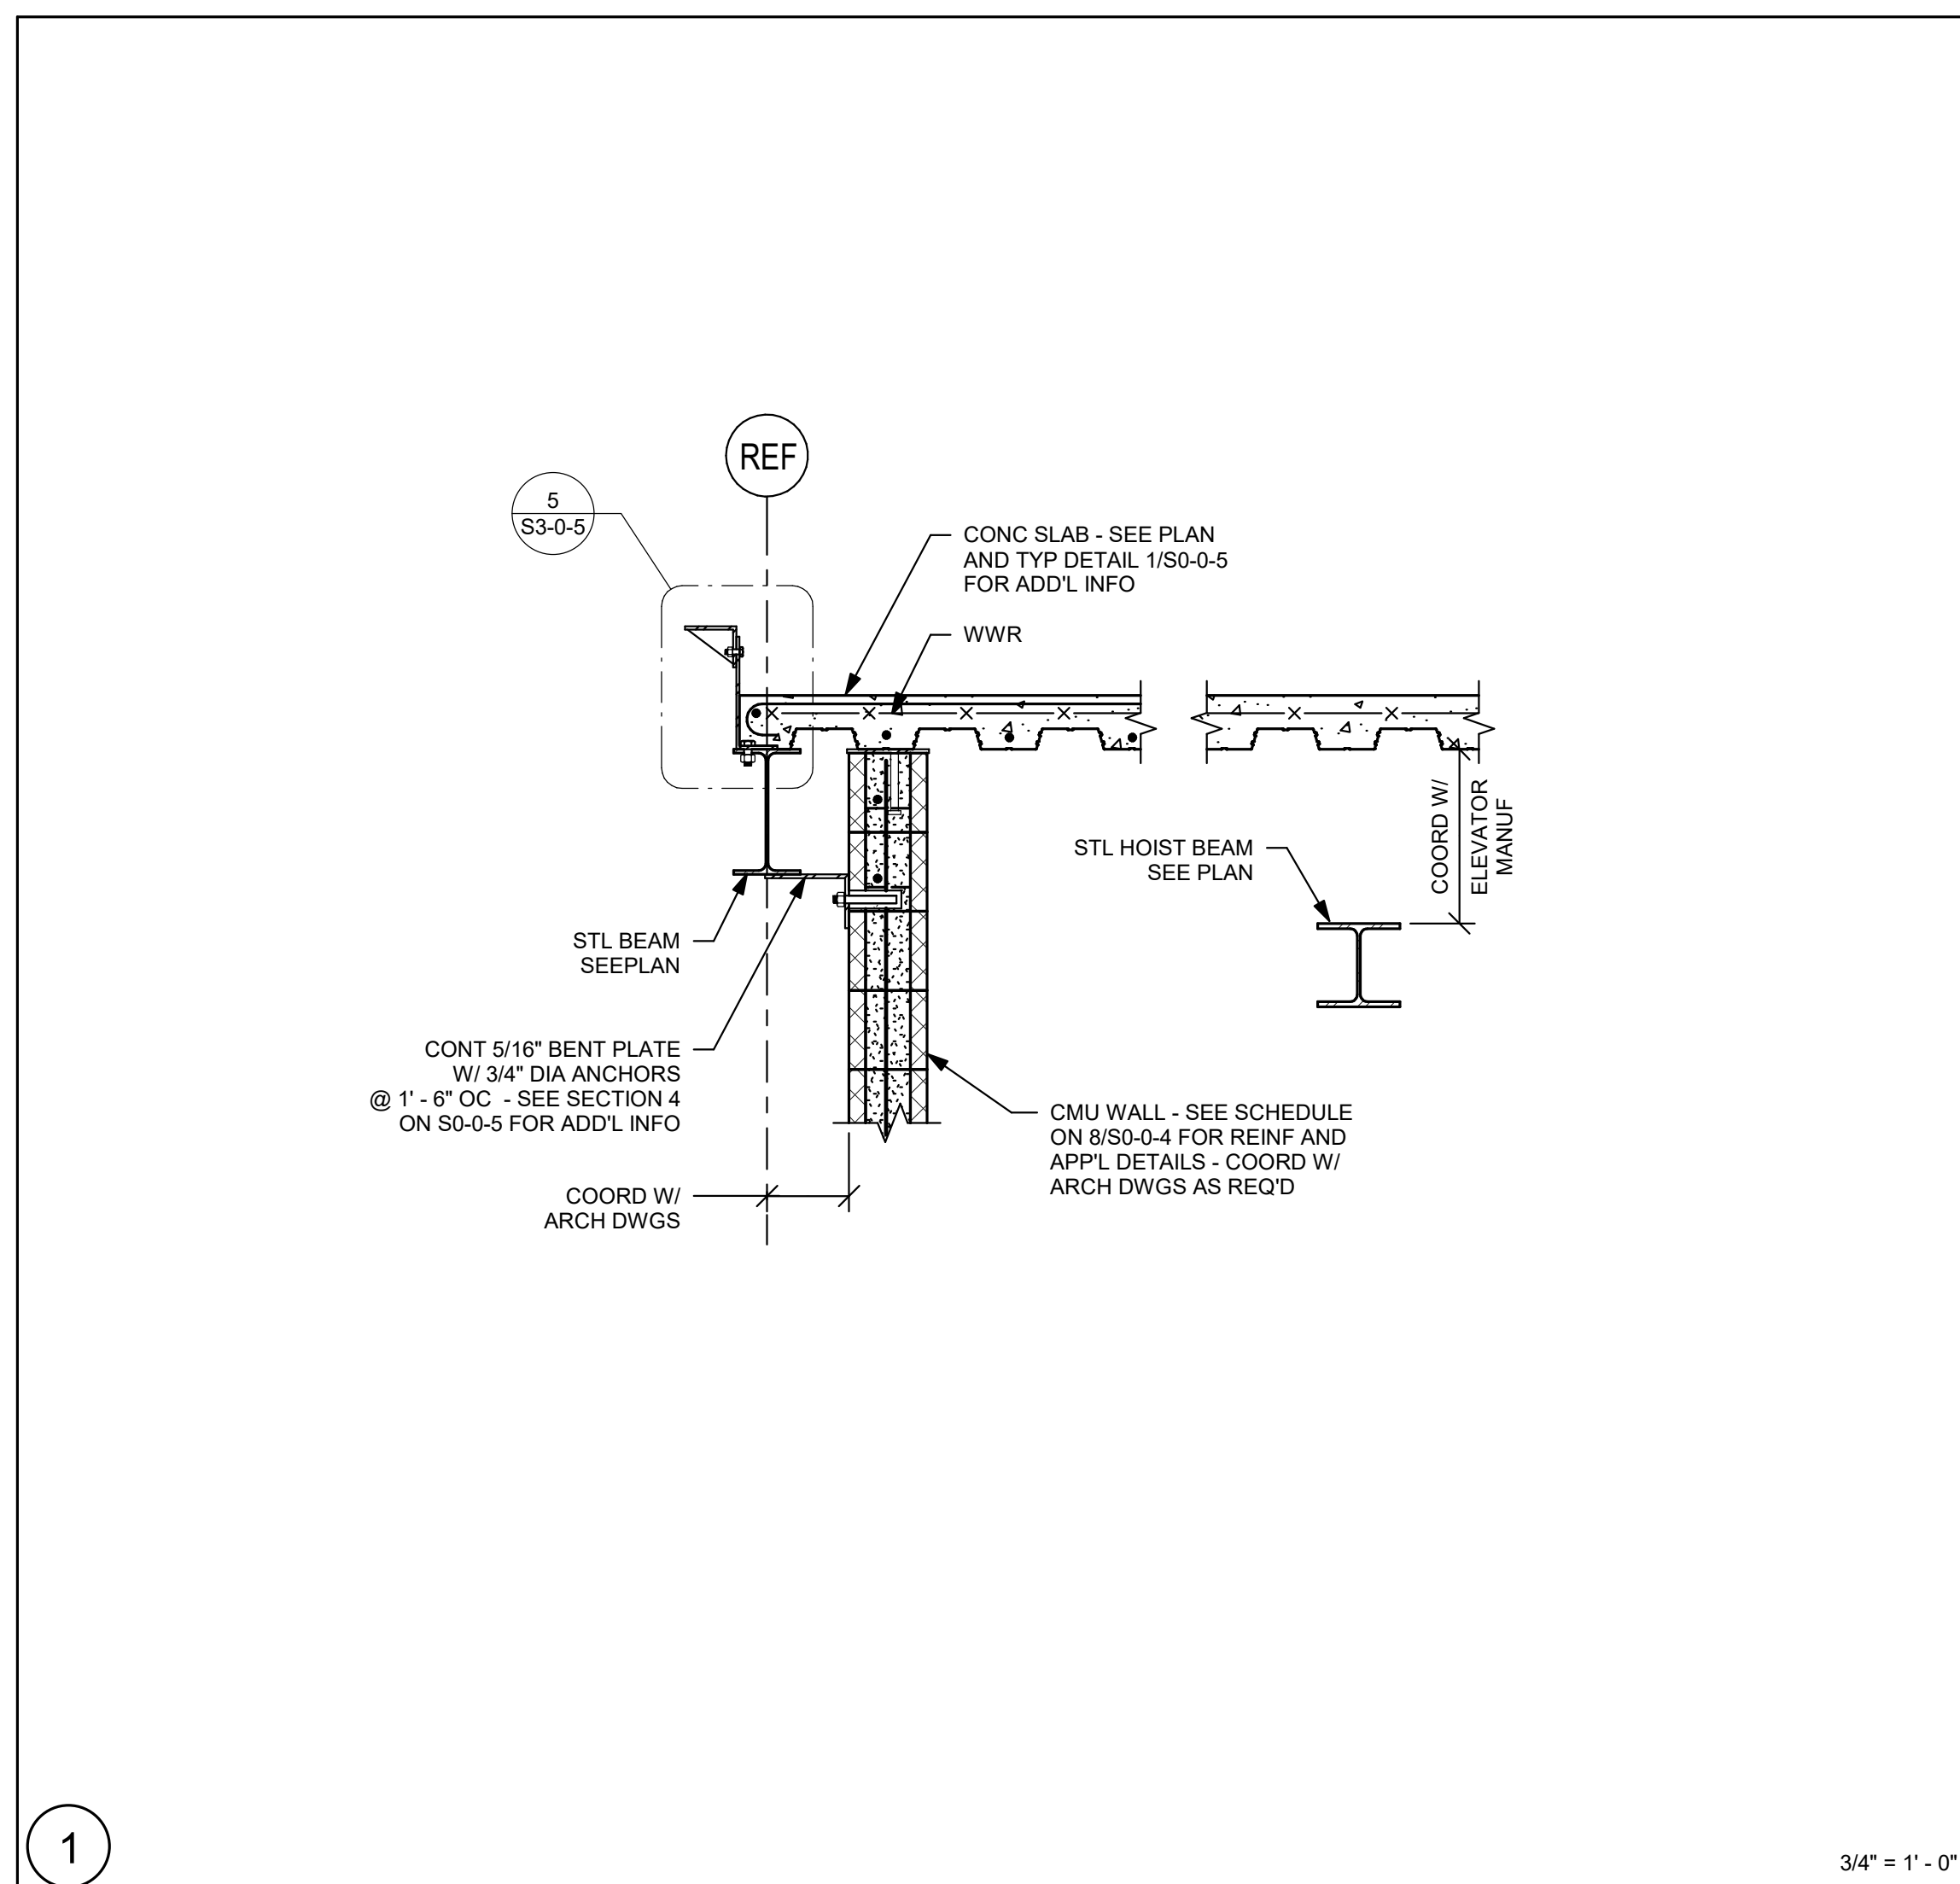 REF
5
S3-0-5
CONC SLAB - SEE PLAN
AND TYP DETAIL 1/S0-0-5
FOR ADD'L INFO
WWR
STL HOIST BEAM
SEE PLAN
COORD W/
ELEVATOR
MANUF
STL BEAM
SEEPLAN
CONT 5/16" BENT PLATE
W/ 3/4" DIA ANCHORS
@ 1' - 6" OC - SEE SECTION 4
ON S0-0-5 FOR ADD'L INFO
CMU WALL - SEE SCHEDULE
ON 8/S0-0-4 FOR REINF AND
APP'L DETAILS - COORD W/
ARCH DWGS AS REQ'D
COORD W/
ARCH DWGS
1
3/4" = 1' - 0"